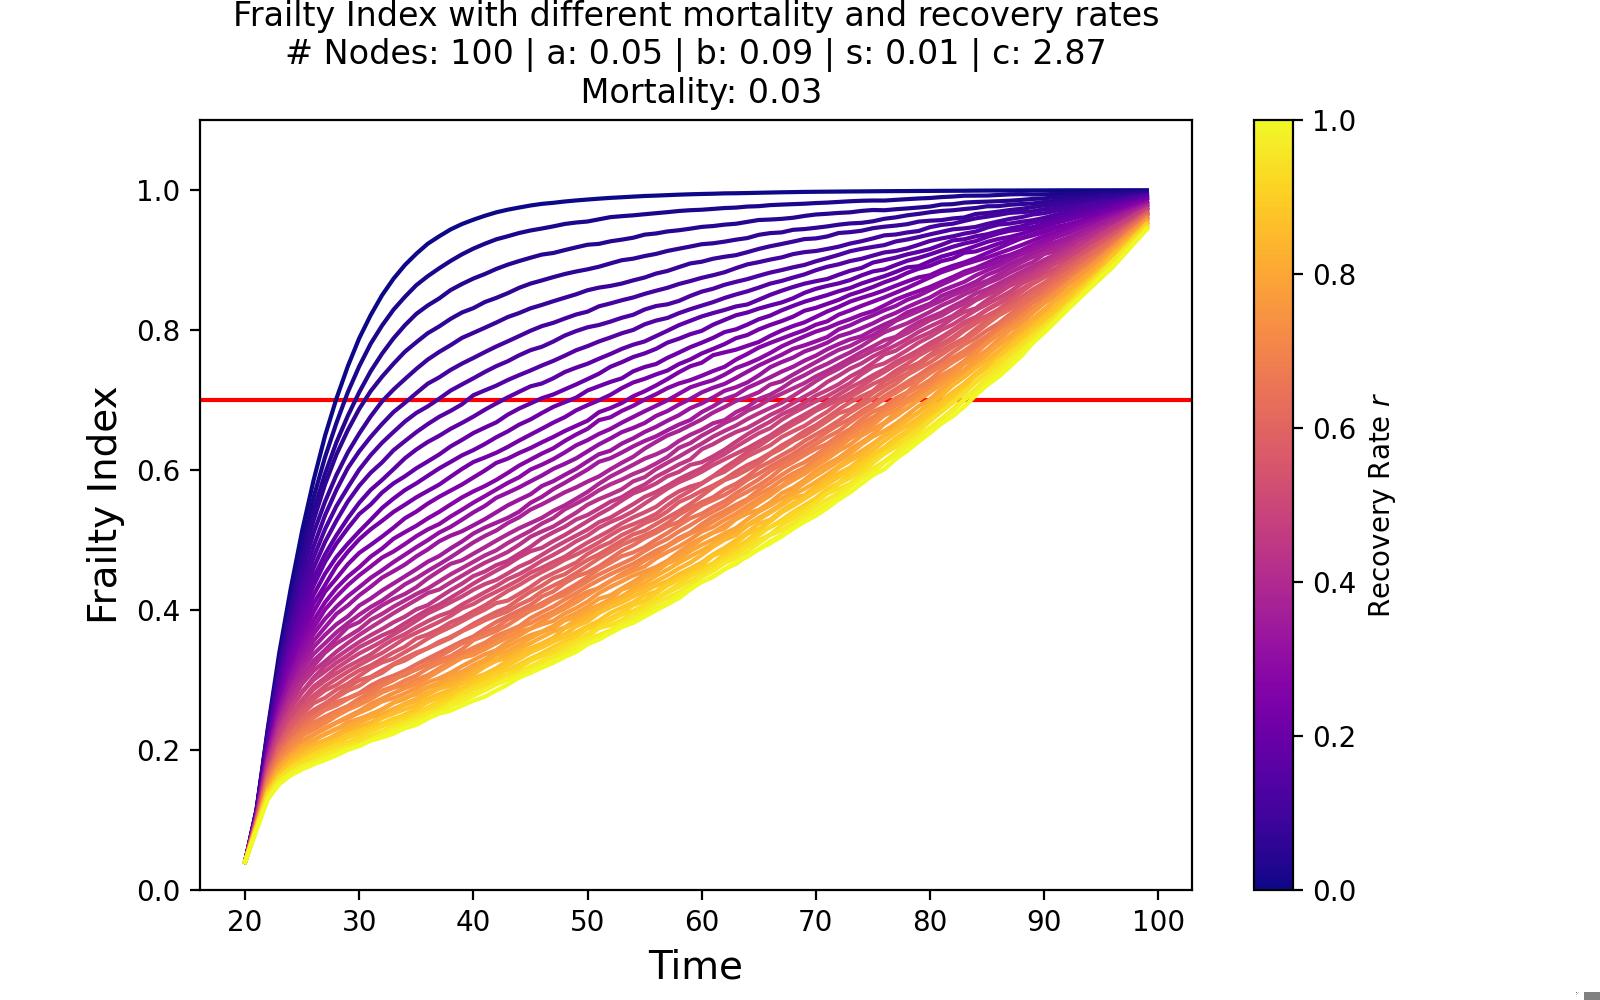 Frailty Index with different mortality and recovery rates
# Nodes: 100 | a: 0.05 | b: 0.09 | s: 0.01 | c: 2.87
Mortality: 0.03
Frailty Index
1.0
0.8
0.6
0.4
0.2
0.0
20 30 40 50 60 70 80 90 100
Time
1.0
0.8
0.6
0.4
0.2
0.0
Recovery Rate r